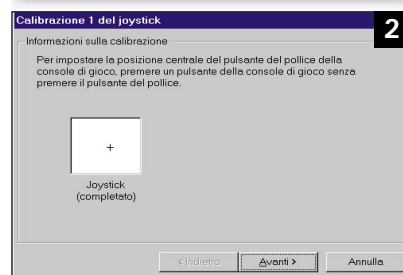 Calibrazione 1 del joystick
2
Informazioni sulla calibrazione
Per impostare la posizione centrale del pulsante del pollice della
console di gioco, premere un pulsante della console di gioco senza
premere il pulsante del pollice.
Joystick
(completato)
< Indietro
Avanti >
Annulla